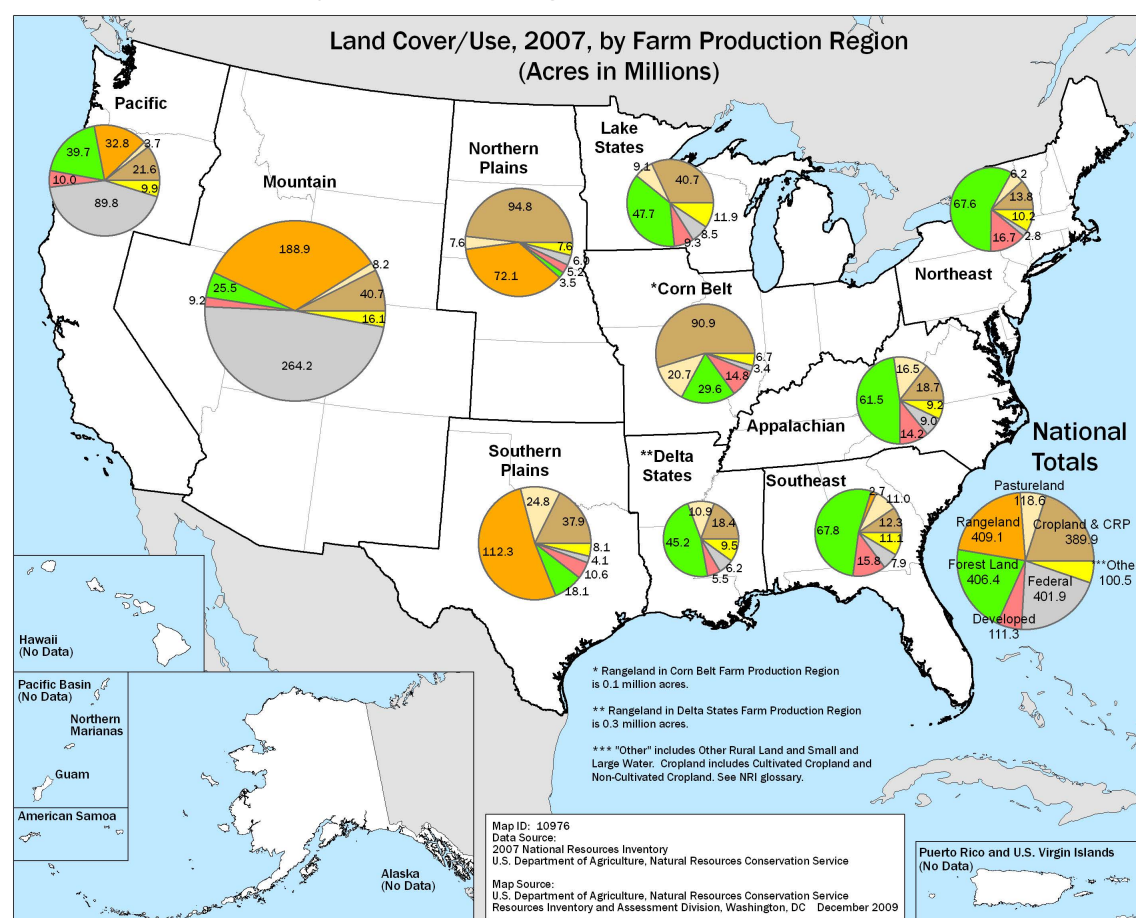 Land Cover/Use, 2007, by Farm Production Region
(Acres in Millions)
Pacific
39.7
32.8
3.7
21.6
9.9
10.0
89.8
Mountain
188.9
8.2
25.5
40.7
9.2
16.1
264.2
Northern
Plains
94.8
7.6
7.6
6.0
5.2
3.5
72.1
Lake
States
9.1
40.7
47.7
11.9
8.5
9.3
*Corn Belt
90.9
6.7
3.4
20.7
14.8
29.6
6.2
67.6
13.8
10.2
16.7
2.8
Northeast
16.5
18.7
61.5
9.2
9.0
14.2
Appalachian
Southern
Plains
24.8
37.9
112.3
8.1
4.1
10.6
18.1
**Delta
States
10.9
18.4
45.2
9.5
6.2
5.5
Southeast
2.7
11.0
67.8
12.3
11.1
15.8
7.9
National
Totals
Pastureland
118.6
Rangeland
409.1
Cropland & CRP
389.9
Forest Land
406.4
Federal
401.9
***Othe
100.5
Developed
111.3
Hawaii
(No Data)
Pacific Basin
(No Data)
Northern
Marianas
Guam
American Samoa
Alaska
(No Data)
* Rangeland in Corn Belt Farm Production Region
is 0.1 million acres.
** Rangeland in Delta States Farm Production Region
is 0.3 million acres.
*** "Other" includes Other Rural Land and Small and
Large Water. Cropland includes Cultivated Cropland and
Non-Cultivated Cropland. See NRI glossary.
Map ID: 10976
Data Source:
2007 National Resources Inventory
U.S. Department of Agriculture, Natural Resources Conservation Service
Map Source:
U.S. Department of Agriculture, Natural Resources Conservation Service
Resources Inventory and Assessment Division, Washington, DC December 2009
Puerto Rico and U.S. Virgin Islands
(No Data)